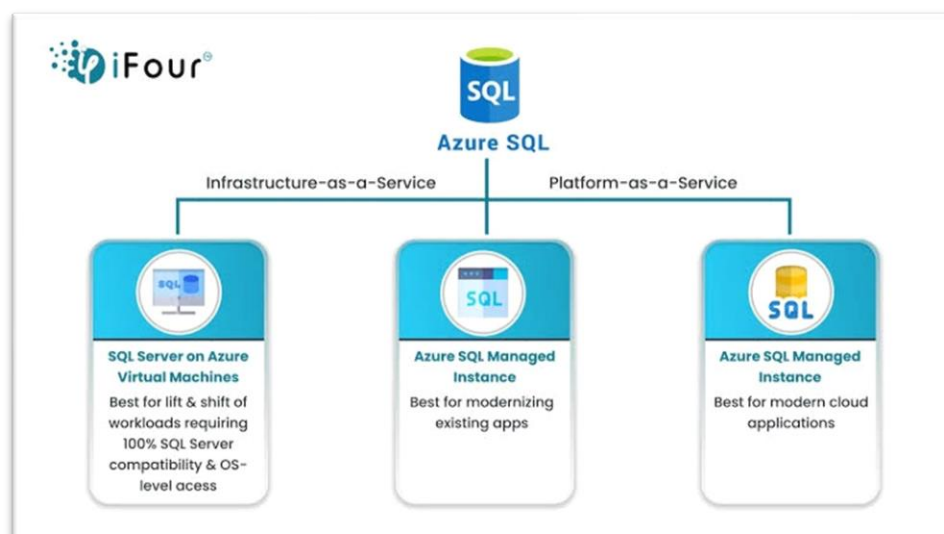 iFour
SQL
Azure SQL
Infrastructure-as-a-Service
Platform-as-a-Service
SQL
SQL Server on Azure
Virtual Machines
Best for lift & shift of
workloads requiring
100% SQL Server
compatibility & OS-
level acess
SQL
Azure SQL Managed
Instance
Best for modernizing
existing apps
SQL
Azure SQL Managed
Instance
Best for modern cloud
applications